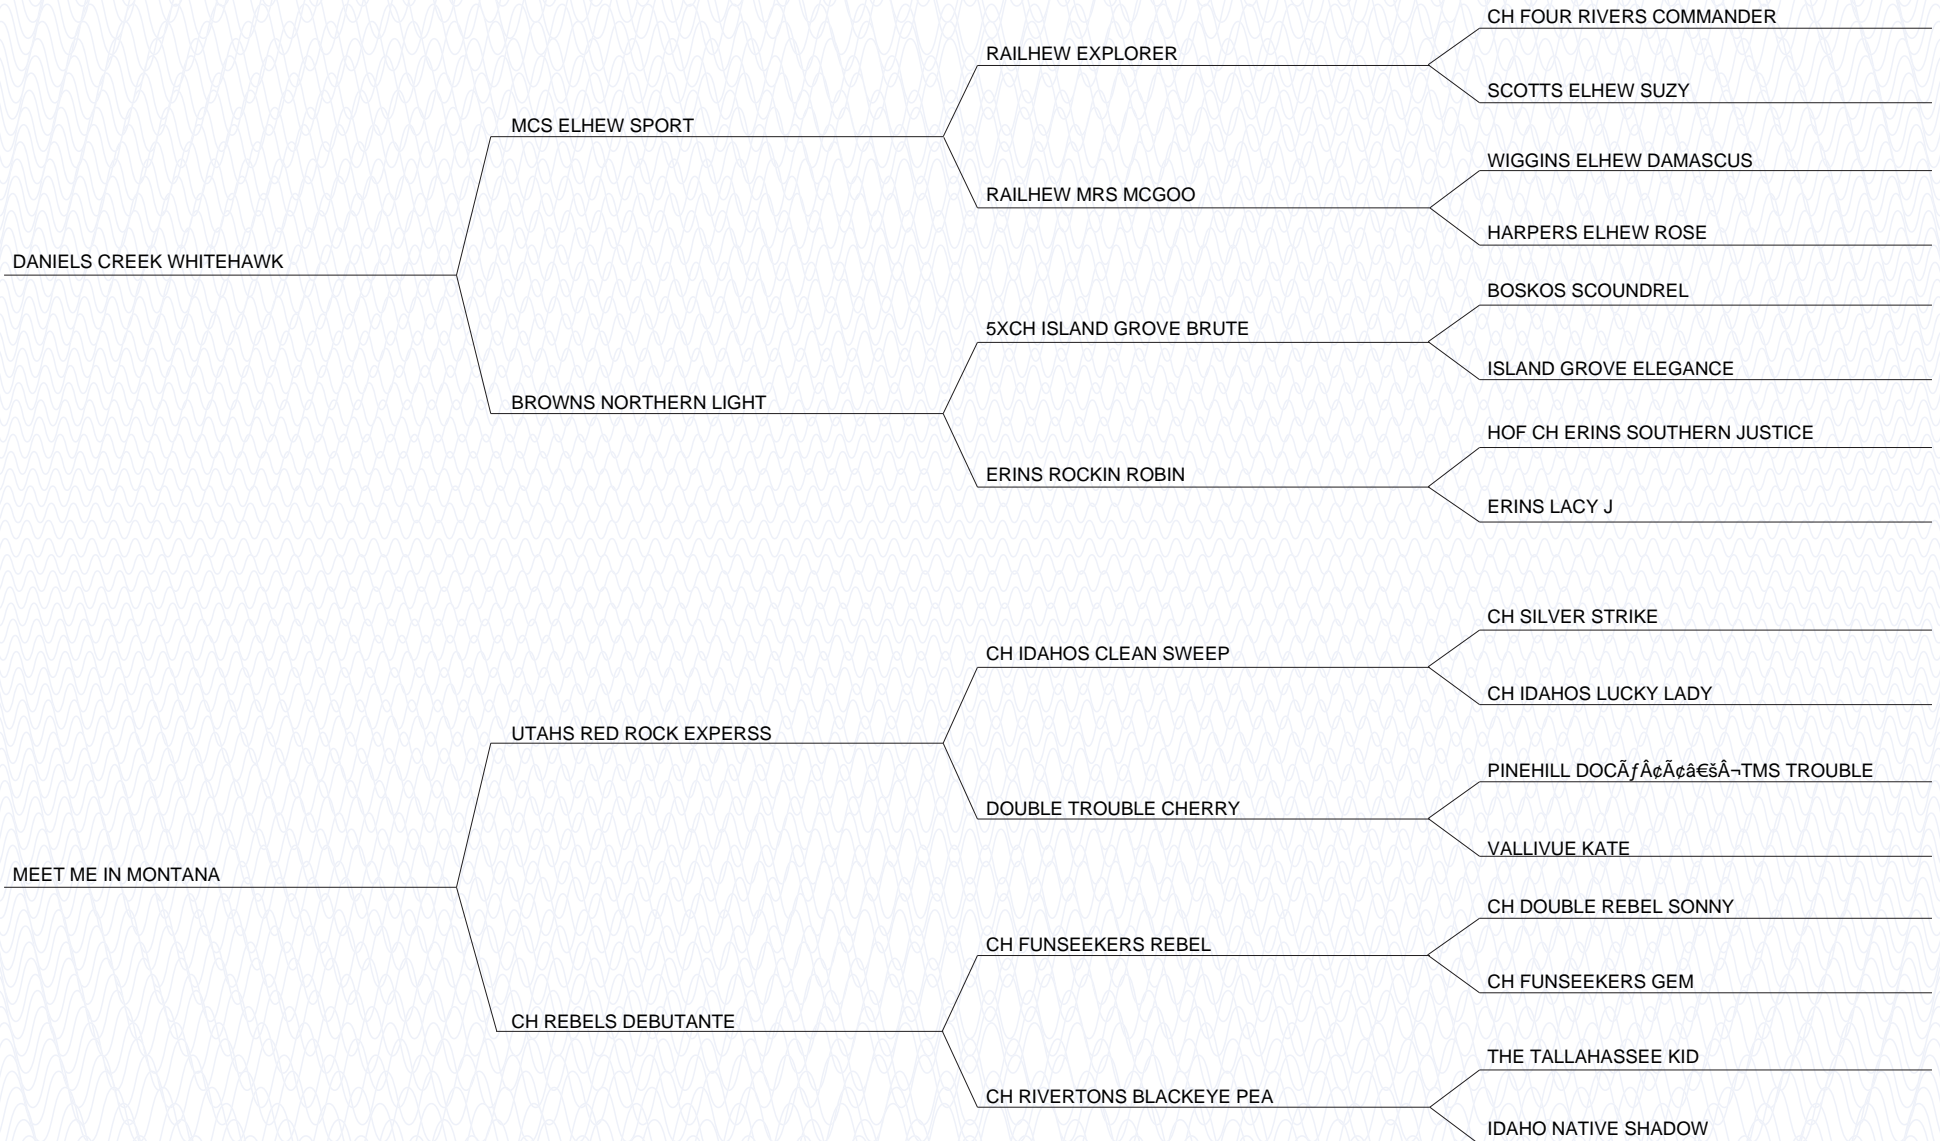 CH FOUR RIVERS COMMANDER
RAILHEW EXPLORER
SCOTTS ELHEW SUZY
MCS ELHEW SPORT
WIGGINS ELHEW DAMASCUS
RAILHEW MRS MCGOO
HARPERS ELHEW ROSE
DANIELS CREEK WHITEHAWK
BOSKOS SCOUNDREL
5XCH ISLAND GROVE BRUTE
ISLAND GROVE ELEGANCE
BROWNS NORTHERN LIGHT
HOF CH ERINS SOUTHERN JUSTICE
ERINS ROCKIN ROBIN
ERINS LACY J
CH SILVER STRIKE
CH IDAHOS CLEAN SWEEP
CH IDAHOS LUCKY LADY
UTAHS RED ROCK EXPERSS
PINEHILL DOCÃƒÂ¢Ã¢â€šÂ¬TMS TROUBLE
DOUBLE TROUBLE CHERRY
VALLIVUE KATE
MEET ME IN MONTANA
CH DOUBLE REBEL SONNY
CH FUNSEEKERS REBEL
CH FUNSEEKERS GEM
CH REBELS DEBUTANTE
THE TALLAHASSEE KID
CH RIVERTONS BLACKEYE PEA
IDAHO NATIVE SHADOW